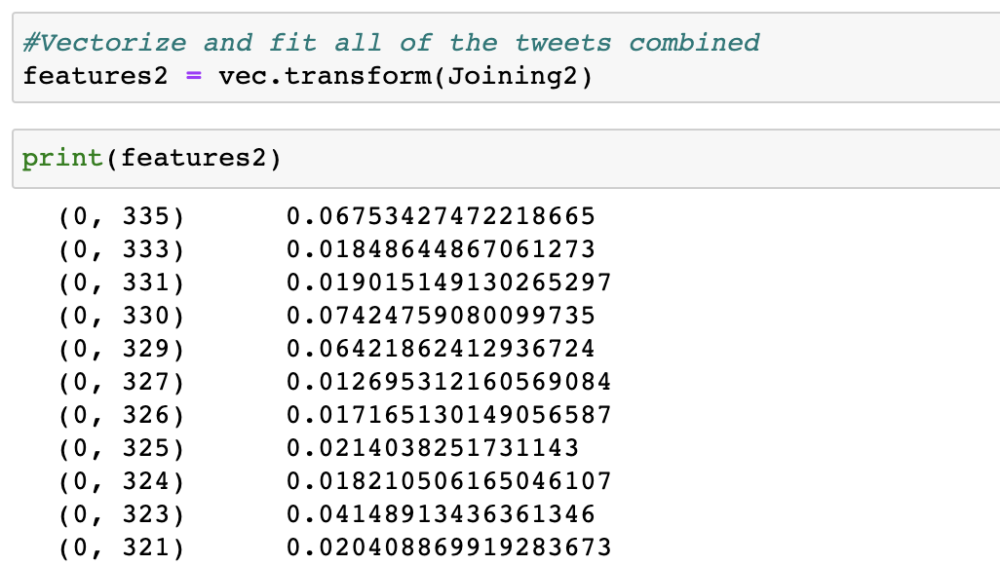 #Vectorize and fit all of the tweets combined
features2 = vec.transform(Joining2)
print(features2)
(0, 335) 0.06753427472218665
(0, 333) 0.01848644867061273
(0, 331) 0.019015149130265297
(0, 330) 0.07424759080099735
(0, 329) 0.06421862412936724
(0, 327) 0.012695312160569084
(0, 326) 0.017165130149056587
(0, 325) 0.0214038251731143
(0, 324) 0.018210506165046107
(0, 323) 0.04148913436361346
(0, 321) 0.020408869919283673